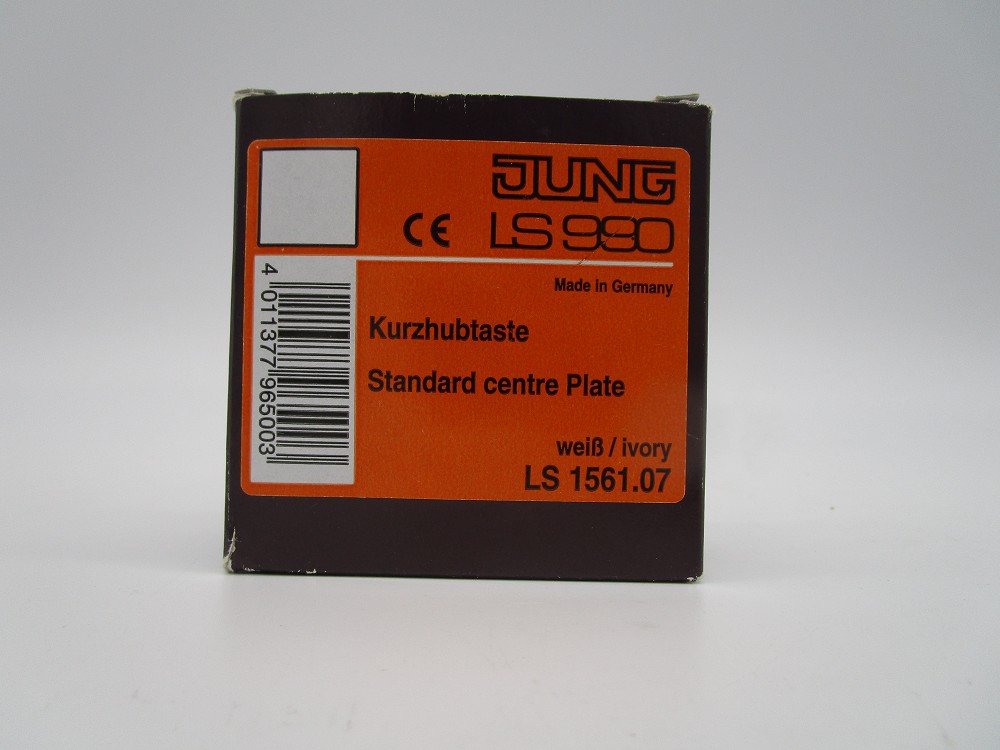 JUNG
CE LS 990
Made in Germany
4 011377 965003
Kurzhubtaste
Standard centre Plate
weiß / ivory
LS 1561.07